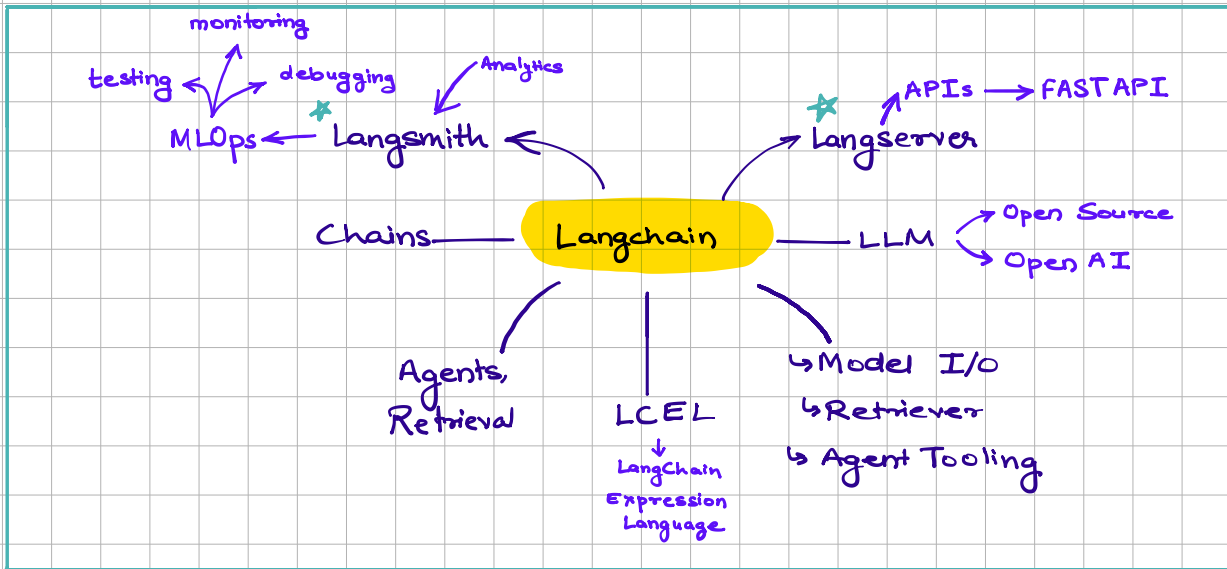 monitoring
testing
debugging
Analytics
MLOps
Langsmith
Langserver
APIs
FASTAPI
Chains
Langchain
LLM
Open Source
Open AI
Agents,
Retrieval
LCEL
LangChain
Expression
Language
Model I/O
Retriever
Agent Tooling